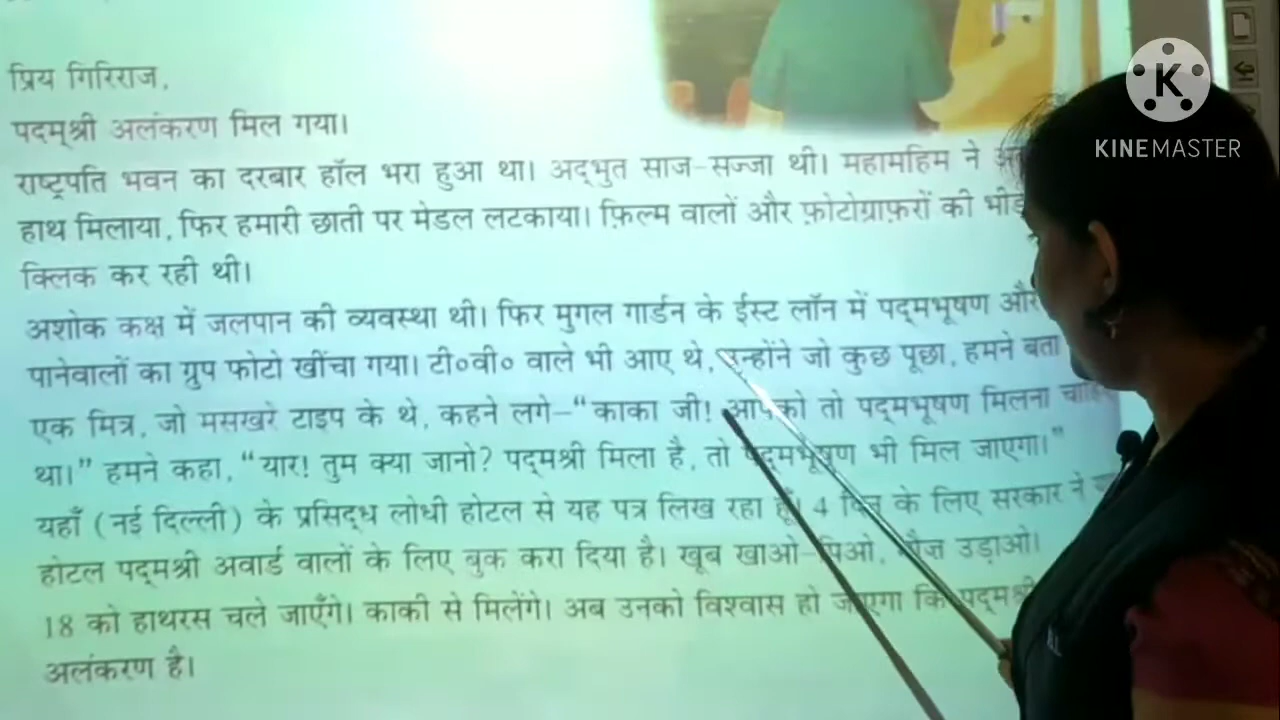 प्रिय गिरिराज,
पद्मश्री अलंकरण मिल गया।
राष्ट्रपति भवन का दरबार हॉल भरा हुआ था। अद्भुत साज-सज्जा थी। महामहिम ने
हाथ मिलाया, फिर हमारी छाती पर मेडल लटकाया। फ़िल्म वालों और फ़ोटोग्राफ़रों की भीड़
क्लिक कर रही थी।
अशोक कक्ष में जलपान की व्यवस्था थी। फिर मुगल गार्डन के ईस्ट लॉन में पद्मभूषण और
पानेवालों का ग्रुप फोटो खींचा गया। टी०वी० वाले भी आए थे, उन्होंने जो कुछ पूछा, हमने बता
एक मित्र, जो मसखरे टाइप के थे, कहने लगे-“काका जी! आपको तो पद्मभूषण मिलना चाहिए
था।” हमने कहा, “यार! तुम क्या जानो? पद्मश्री मिला है, तो पद्मभूषण भी मिल जाएगा।”
यहाँ (नई दिल्ली) के प्रसिद्ध लोधी होटल से यह पत्र लिख रहा हूँ। 4 दिन के लिए सरकार ने
होटल पद्मश्री अवार्ड वालों के लिए बुक करा दिया है। खूब खाओ-पिओ, मौज उड़ाओ।
18 को हाथरस चले जाएँगे। काकी से मिलेंगे। अब उनको विश्वास हो जाएगा कि पद्मश्री
अलंकरण है।
K
KINEMASTER